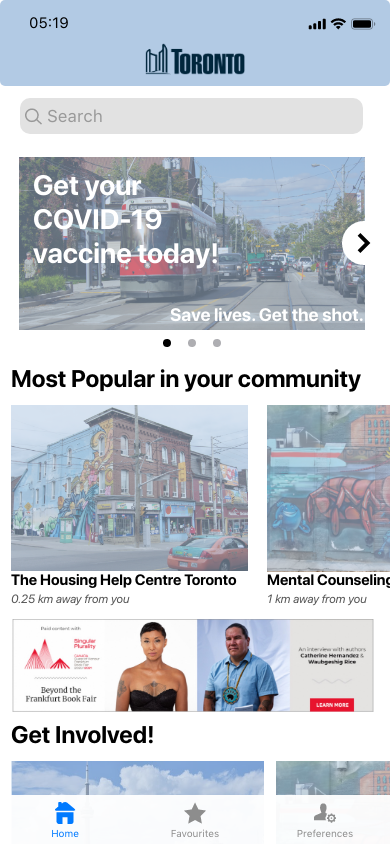 05:19
TORONTO
Search
Get your
COVID-19
vaccine today!
Save lives. Get the shot.
Most Popular in your community
The Housing Help Centre Toronto
0.25 km away from you
Mental Counseling
1 km away from you
Paid content with
Singular
Plurality
Beyond the
Frankfurt Book Fair
An interview with authors
Catherine Hernandez &
Waubgeshig Rice
LEARN MORE
Get Involved!
Home
Favourites
Preferences